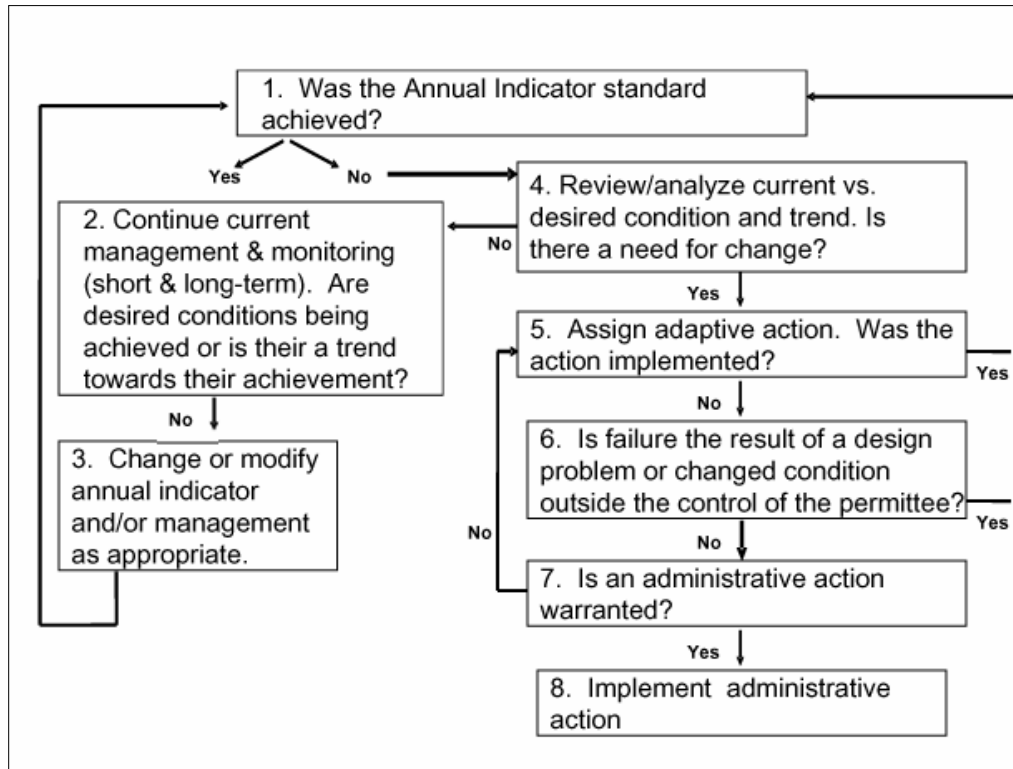 1. Was the Annual Indicator standard
achieved?
Yes
No
4. Review/analyze current vs.
desired condition and trend. Is
there a need for change?
No
2. Continue current
management & monitoring
(short & long-term). Are
desired conditions being
achieved or is their a trend
towards their achievement?
Yes
5. Assign adaptive action. Was the
action implemented?
Yes
No
No
3. Change or modify
annual indicator
and/or management
as appropriate.
6. Is failure the result of a design
problem or changed condition
outside the control of the permittee?
Yes
No
No
7. Is an administrative action
warranted?
Yes
8. Implement administrative
action